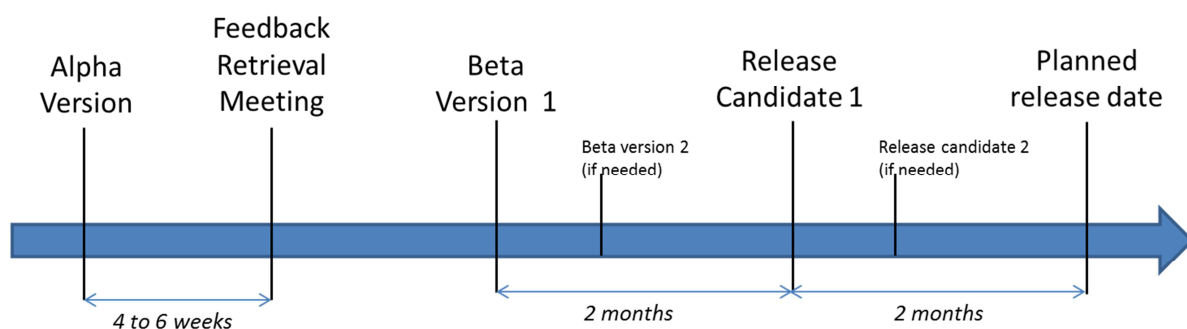 Alpha
Version
Feedback
Retrieval
Meeting
Beta
Version 1
Release
Candidate 1
Planned
release date
Beta version 2
(if needed)
Release candidate 2
(if needed)
4 to 6 weeks
2 months
2 months